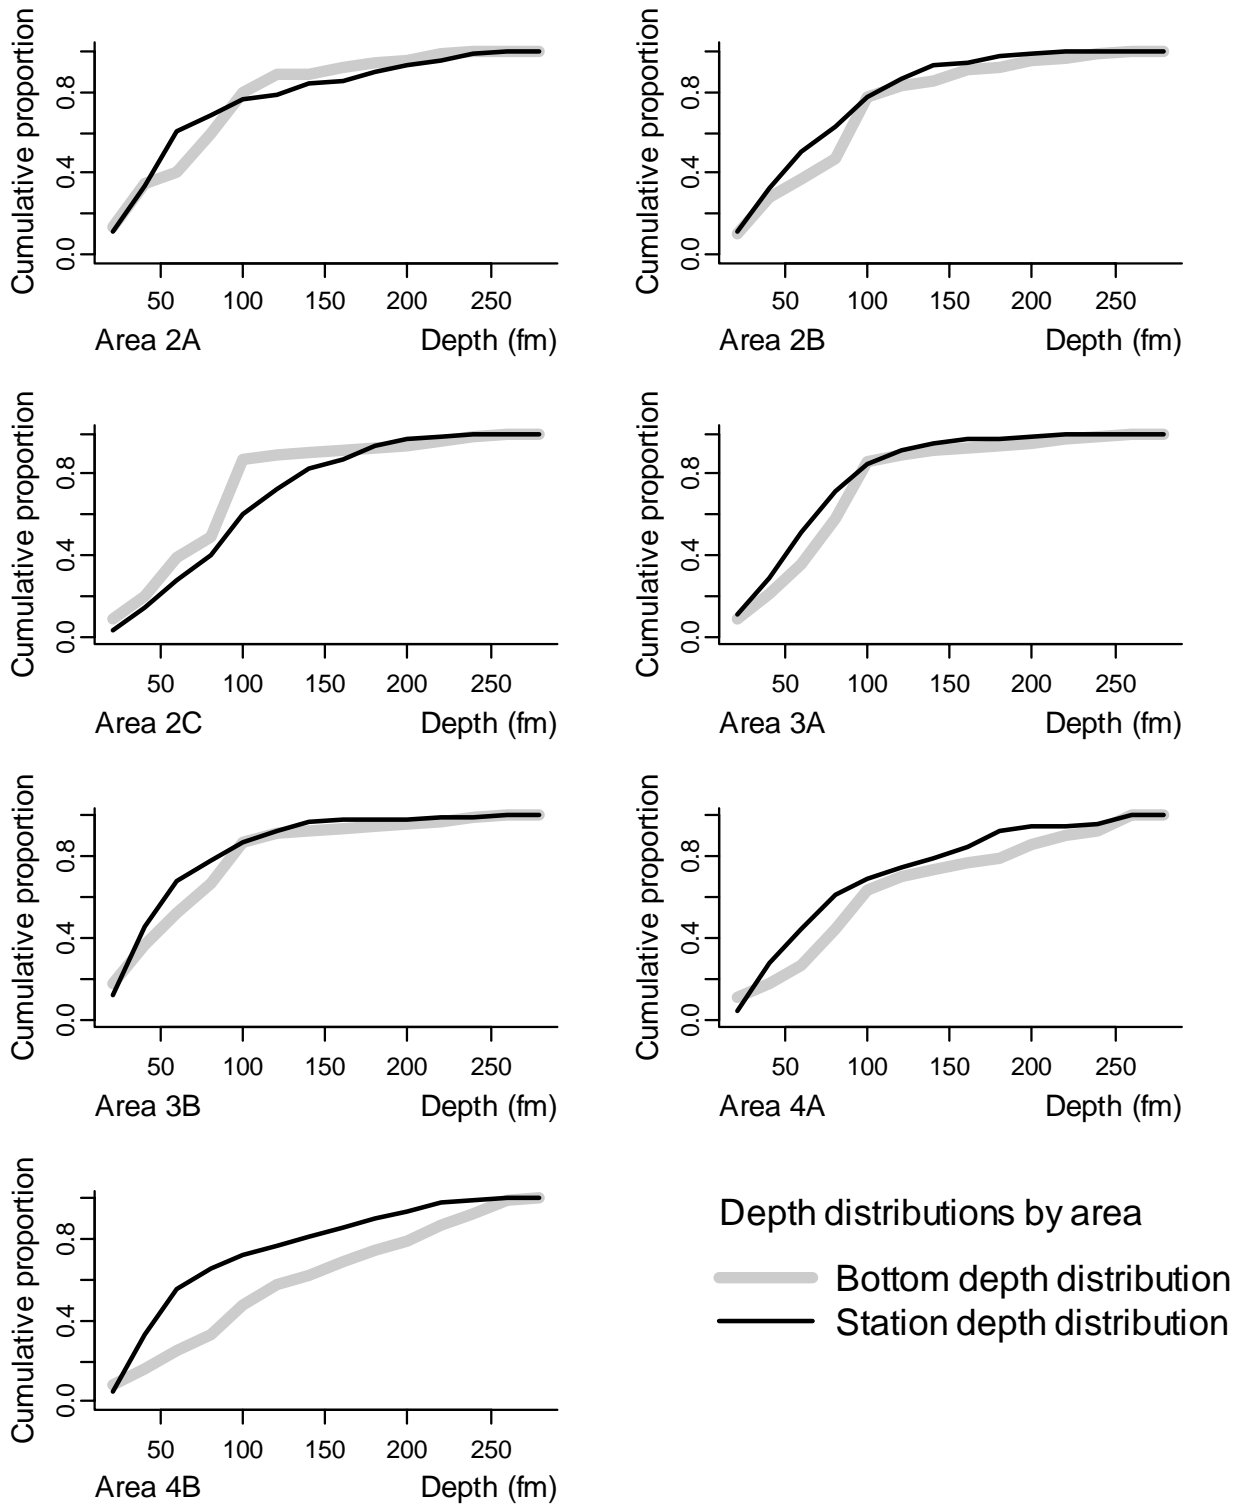 Cumulative proportion
0.0 0.4 0.8
50 100 150 200 250
Area 2A Depth (fm)
Cumulative proportion
0.0 0.4 0.8
50 100 150 200 250
Area 2B Depth (fm)
Cumulative proportion
0.0 0.4 0.8
50 100 150 200 250
Area 2C Depth (fm)
Cumulative proportion
0.0 0.4 0.8
50 100 150 200 250
Area 3A Depth (fm)
Cumulative proportion
0.0 0.4 0.8
50 100 150 200 250
Area 3B Depth (fm)
Cumulative proportion
0.0 0.4 0.8
50 100 150 200 250
Area 4A Depth (fm)
Cumulative proportion
0.0 0.4 0.8
50 100 150 200 250
Area 4B Depth (fm)
Depth distributions by area
Bottom depth distribution
Station depth distribution